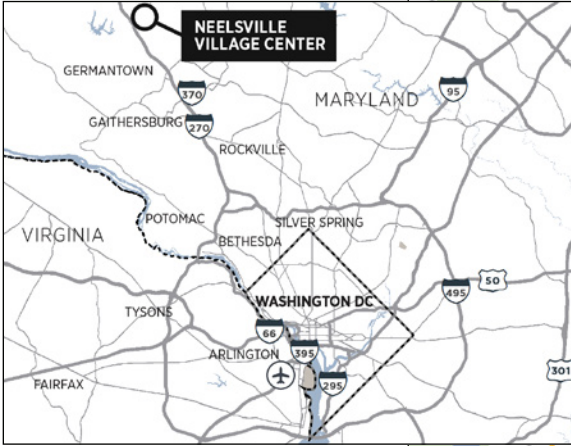 NEELSVILLE
VILLAGE CENTER
GERMANTOWN
370
95
MARYLAND
GAITHERSBURG
270
ROCKVILLE
POTOMAC
SILVER SPRING
VIRGINIA
BETHESDA
50
495
WASHINGTON DC
TYSONS
66
ARLINGTON
395
301
295
FAIRFAX